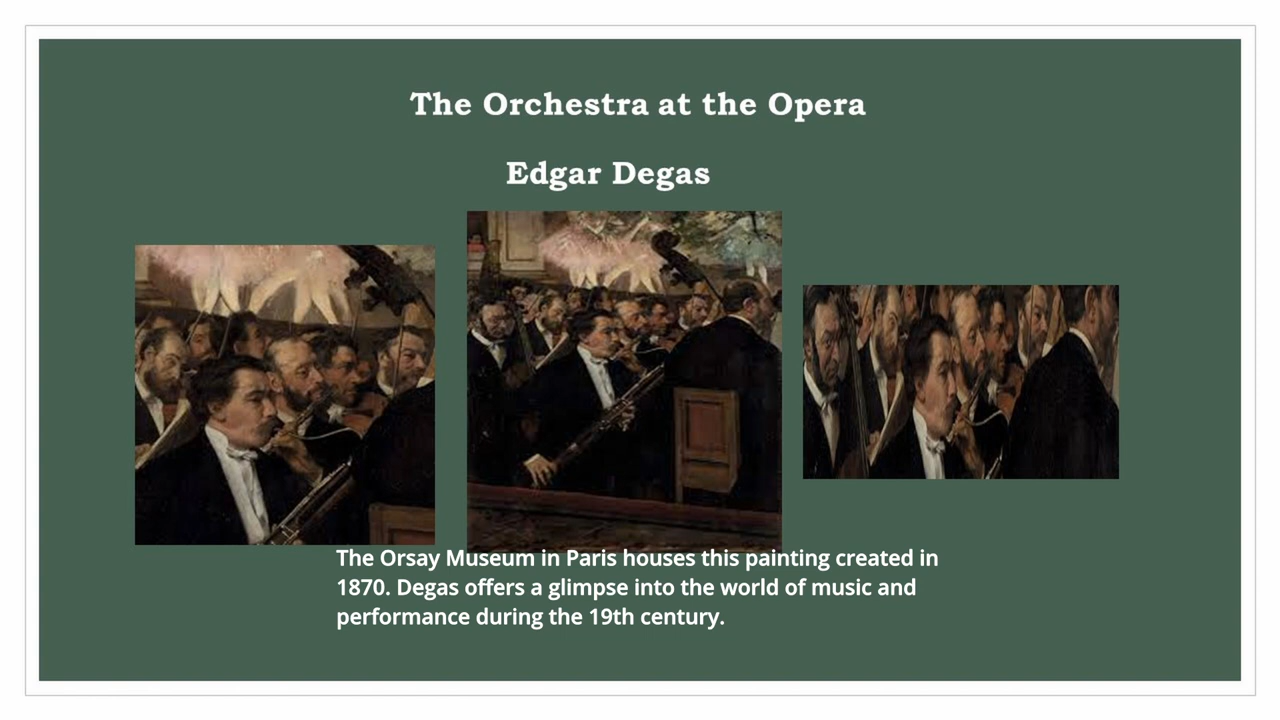 The Orchestra at the Opera
Edgar Degas
The Orsay Museum in Paris houses this painting created in
1870. Degas offers a glimpse into the world of music and
performance during the 19th century.